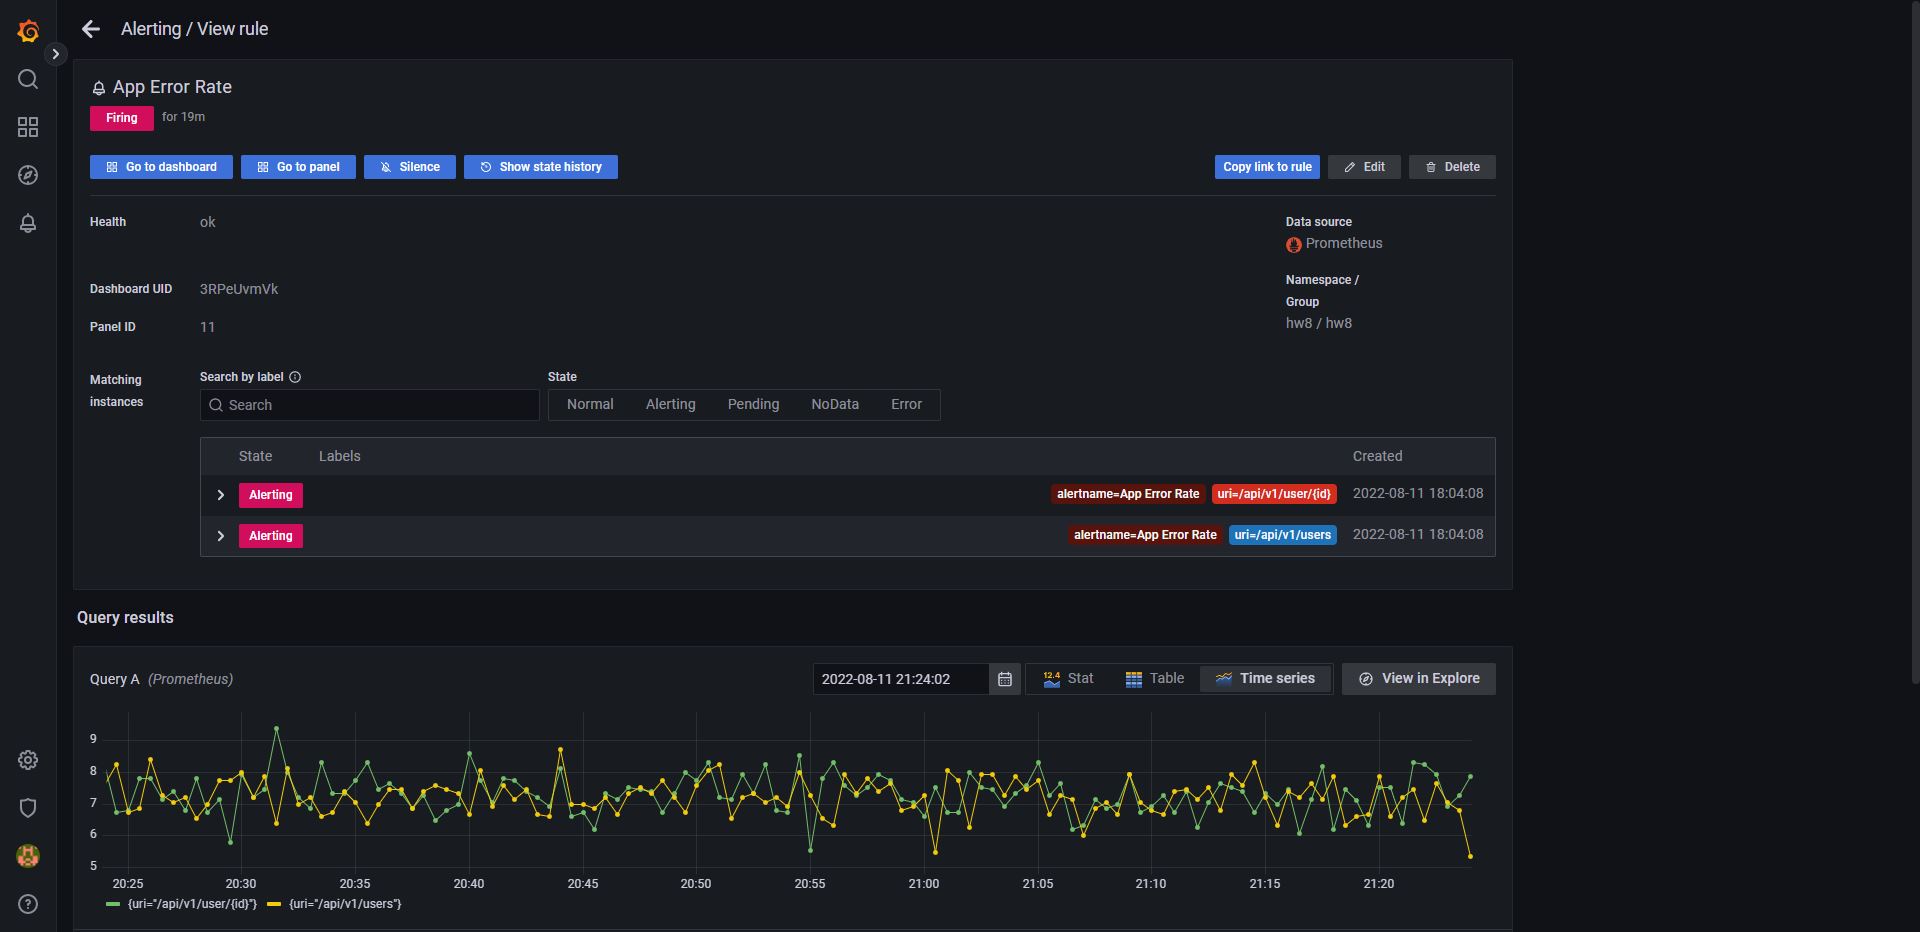 Alerting / View rule
App Error Rate
Firing for 19m
Go to dashboard Go to panel Silence Show state history Copy link to rule Edit Delete
Health ok
Data source
Prometheus
Dashboard UID 3RPeUvmVk
Namespace /
Group
hw8 / hw8
Panel ID 11
Matching
instances
Search by label State
Search Normal Alerting Pending NoData Error
State Labels Created
Alerting alertname=App Error Rate uri=/api/v1/user/{id} 2022-08-11 18:04:08
Alerting alertname=App Error Rate uri=/api/v1/users 2022-08-11 18:04:08
Query results
Query A (Prometheus) 2022-08-11 21:24:02 12.4 Stat Table Time series View in Explore
9
8
7
6
5
20:25 20:30 20:35 20:40 20:45 20:50 20:55 21:00 21:05 21:10 21:15 21:20
{uri="/api/v1/user/{id}"} {uri="/api/v1/users"}